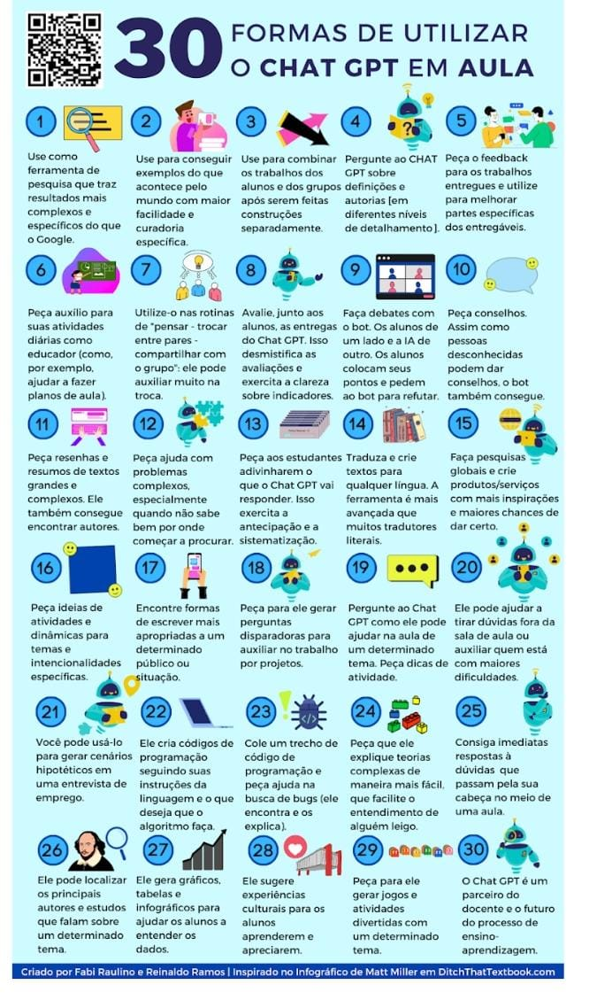 30 FORMAS DE UTILIZAR
O CHAT GPT EM AULA
1
Use como
ferramenta de
pesquisa que traz
resultados mais
complexos e
específicos do que
o Google.
2
Use para conseguir
exemplos do que
acontece pelo
mundo com maior
facilidade e
curadoria
específica.
3
Use para combinar
os trabalhos dos
alunos e dos grupos
após serem feitas
construções
separadamente.
4
Pergunte ao CHAT
GPT sobre
definições e
autorias [em
diferentes níveis
de detalhamento].
5
Peça o feedback
para os trabalhos
entregues e utilize
para melhorar
partes específicas
dos entregáveis.
6
Peça auxílio para
suas atividades
diárias como
educador (como,
por exemplo,
ajudar a fazer
planos de aula).
7
Utilize-o nas rotinas
de "pensar - trocar
entre pares -
compartilhar com
o grupo": ele pode
auxiliar muito na
troca.
8
Avalie, junto aos
alunos, as entregas
do Chat GPT. Isso
desmistifica as
avaliações e
exercita a clareza
sobre indicadores.
9
Faça debates com
o bot. Os alunos de
um lado e a IA de
outro. Os alunos
colocam seus
pontos e pedem
ao bot para refutar.
10
Peça conselhos.
Assim como
pessoas
desconhecidas
podem dar
conselhos, o bot
também consegue.
11
Peça resenhas e
resumos de textos
grandes e
complexos. Ele
também consegue
encontrar autores.
12
Peça ajuda com
problemas
complexos,
especialmente
quando não sabe
bem por onde
começar a procurar.
13
Peça aos estudantes
adivinharem o
que o Chat GPT vai
responder. Isso
exercita a
antecipação e a
sistematização.
14
Traduza e crie
textos para
qualquer língua. A
ferramenta é mais
avançada que
muitos tradutores
literais.
15
Faça pesquisas
globais e crie
produtos/serviços
com mais inspirações
e maiores chances de
dar certo.
16
Peça ideias de
atividades e
dinâmicas para
temas e
intencionalidades
específicas.
17
Encontre formas
de escrever mais
apropriadas a um
determinado
público ou
situação.
18
Peça para ele gerar
perguntas
disparadoras para
auxiliar no trabalho
por projetos.
19
Pergunte ao Chat
GPT como ele pode
ajudar na aula de
um determinado
tema. Peça dicas de
atividade.
20
Ele pode ajudar a
tirar dúvidas fora da
sala de aula ou
auxiliar quem está
com maiores
dificuldades.
21
Você pode usá-lo
para gerar cenários
hipotéticos em
uma entrevista de
emprego.
22
Ele cria códigos de
programação
seguindo suas
instruções da
linguagem e o que
deseja que o
algoritmo faça.
23
Cole um trecho de
código de
programação e
peça ajuda na
busca de bugs (ele
encontra e os
explica).
24
Peça que ele
explique teorias
complexas de
maneira mais fácil,
que facilite o
entendimento de
alguém leigo.
25
Consiga imediatas
respostas à
dúvidas que
passam pela sua
cabeça no meio de
uma aula.
26
Ele pode localizar
os principais
autores e estudos
que falam sobre
um determinado
tema.
27
Ele gera gráficos,
tabelas e
infográficos para
ajudar os alunos a
entender os
dados.
28
Ele sugere
experiências
culturais para os
alunos
aprenderem e
apreciarem.
29
Peça para ele
gerar jogos e
atividades
divertidas com
um determinado
tema.
30
O Chat GPT é um
parceiro do
docente e o futuro
do processo de
ensino-
aprendizagem.
Criado por Fabi Raulino e Reinaldo Ramos | Inspirado no Infográfico de Matt Miller em DitchThatTextbook.com